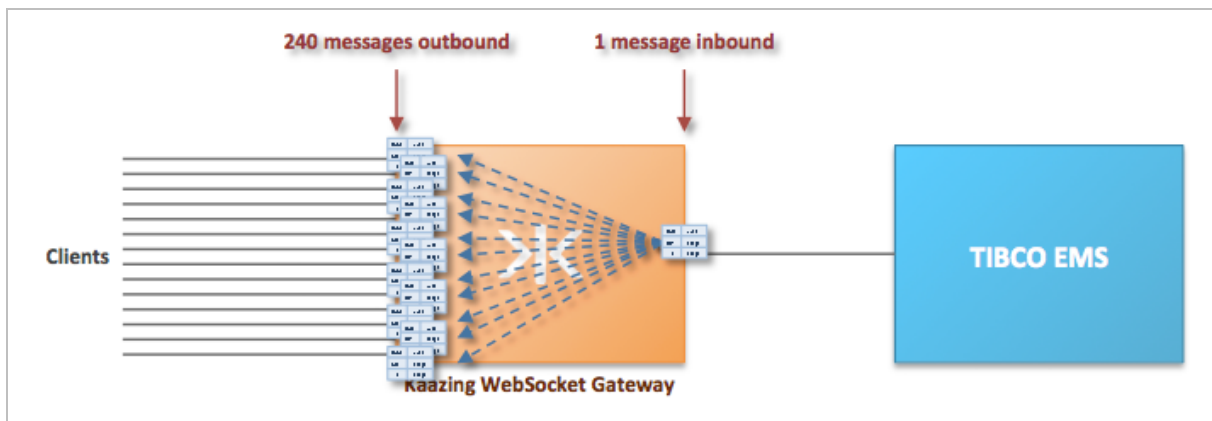 240 messages outbound
1 message inbound
Clients
TIBCO EMS
Kaazing WebSocket Gateway